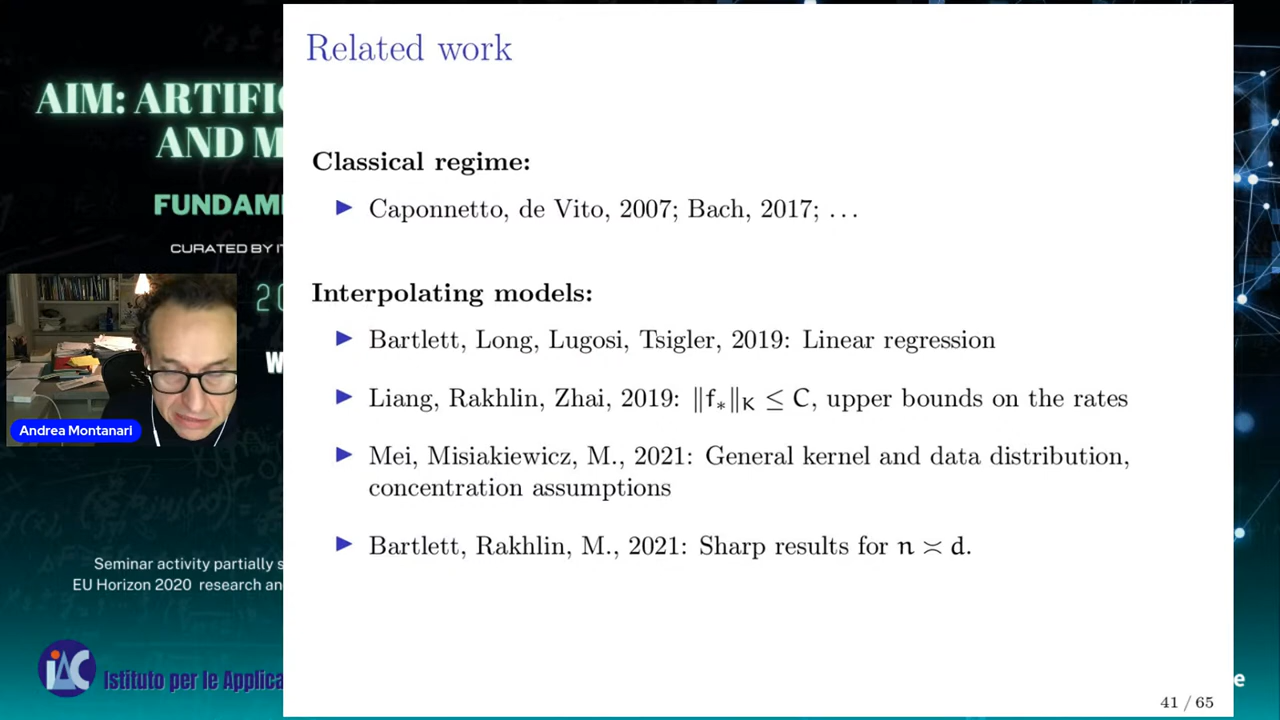 Related work
AIM: ARTIFIC
AND M
FUNDAM
CURATED BY
20
W
Andrea Montanari
Seminar activity partially s
EU Horizon 2020 research an
iAC
Istituto per le Applica
Classical regime:
▶ Caponnetto, de Vito, 2007; Bach, 2017; ...
Interpolating models:
▶ Bartlett, Long, Lugosi, Tsigler, 2019: Linear regression
▶ Liang, Rakhlin, Zhai, 2019: ‖f∗‖K ≤ C, upper bounds on the rates
▶ Mei, Misiakiewicz, M., 2021: General kernel and data distribution,
concentration assumptions
▶ Bartlett, Rakhlin, M., 2021: Sharp results for n ≍ d.
41 / 65
e